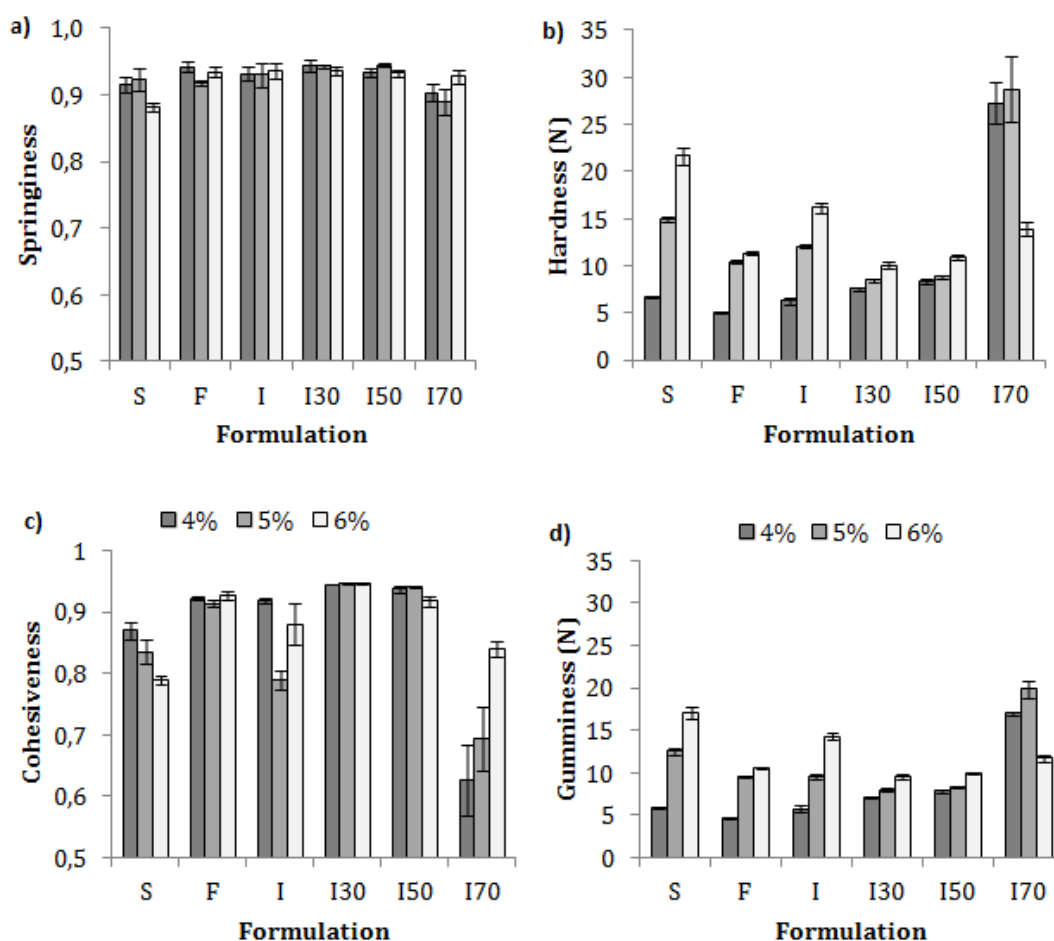 a)
1,0
0,9
0,8
0,7
0,6
0,5
Springiness
S F I I30 I50 I70
Formulation
b)
35
30
25
20
15
10
5
0
Hardness (N)
S F I I30 I50 I70
Formulation
c)
4% 5% 6%
1
0,9
0,8
0,7
0,6
0,5
Cohesiveness
S F I I30 I50 I70
Formulation
d)
4% 5% 6%
35
30
25
20
15
10
5
0
Gumminess (N)
S F I I30 I50 I70
Formulation